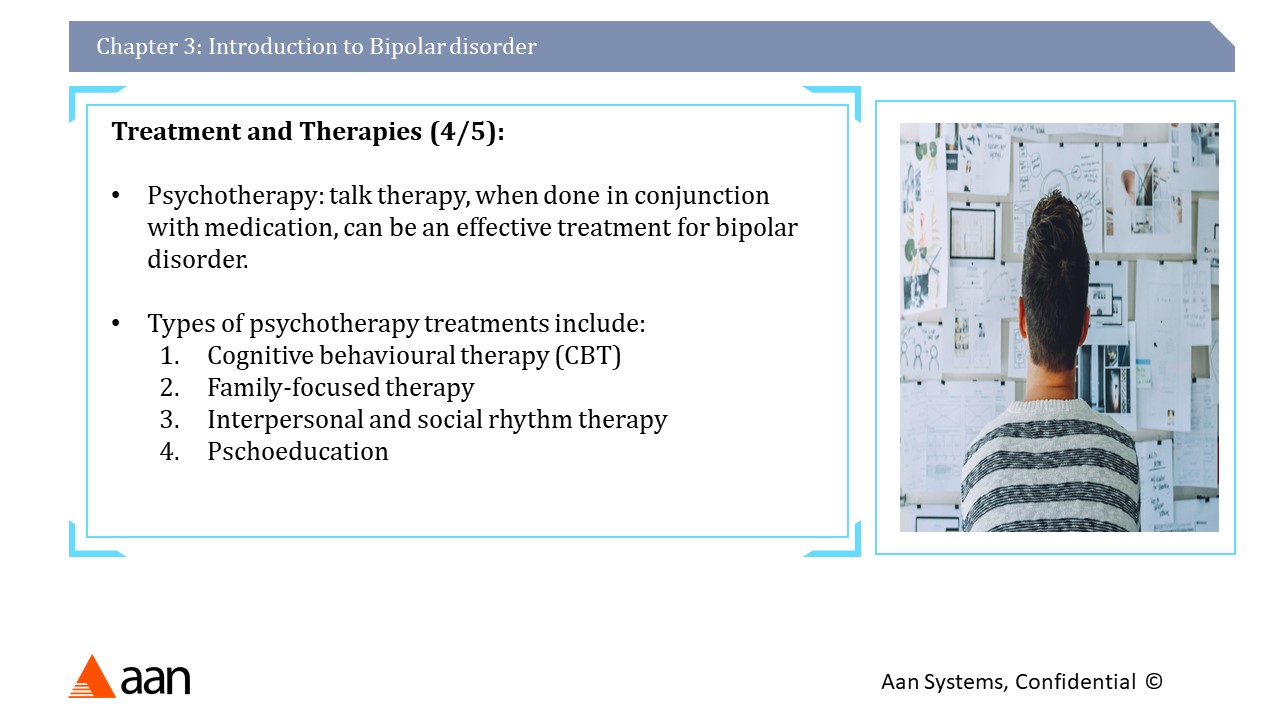 Chapter 3: Introduction to Bipolar disorder
Treatment and Therapies (4/5):
• Psychotherapy: talk therapy, when done in conjunction
with medication, can be an effective treatment for bipolar
disorder.
• Types of psychotherapy treatments include:
1. Cognitive behavioural therapy (CBT)
2. Family-focused therapy
3. Interpersonal and social rhythm therapy
4. Pschoeducation
aan
Aan Systems, Confidential ©